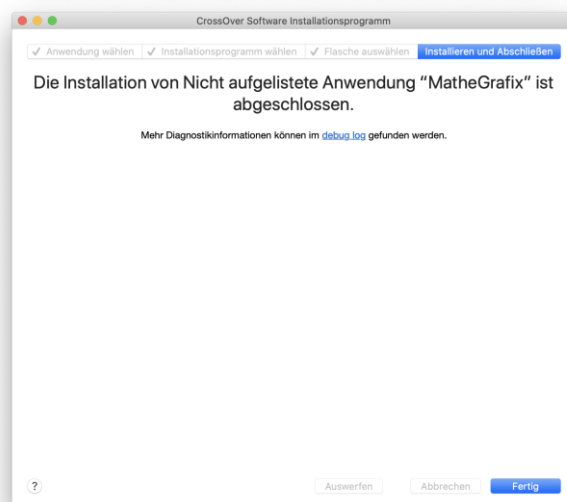 CrossOver Software Installationsprogramm
✓ Anwendung wählen ✓ Installationsprogramm wählen ✓ Flasche auswählen Installieren und Abschließen
Die Installation von Nicht aufgelistete Anwendung “MatheGrafix” ist
abgeschlossen.
Mehr Diagnostikinformationen können im debug log gefunden werden.
? Auswerfen Abbrechen Fertig